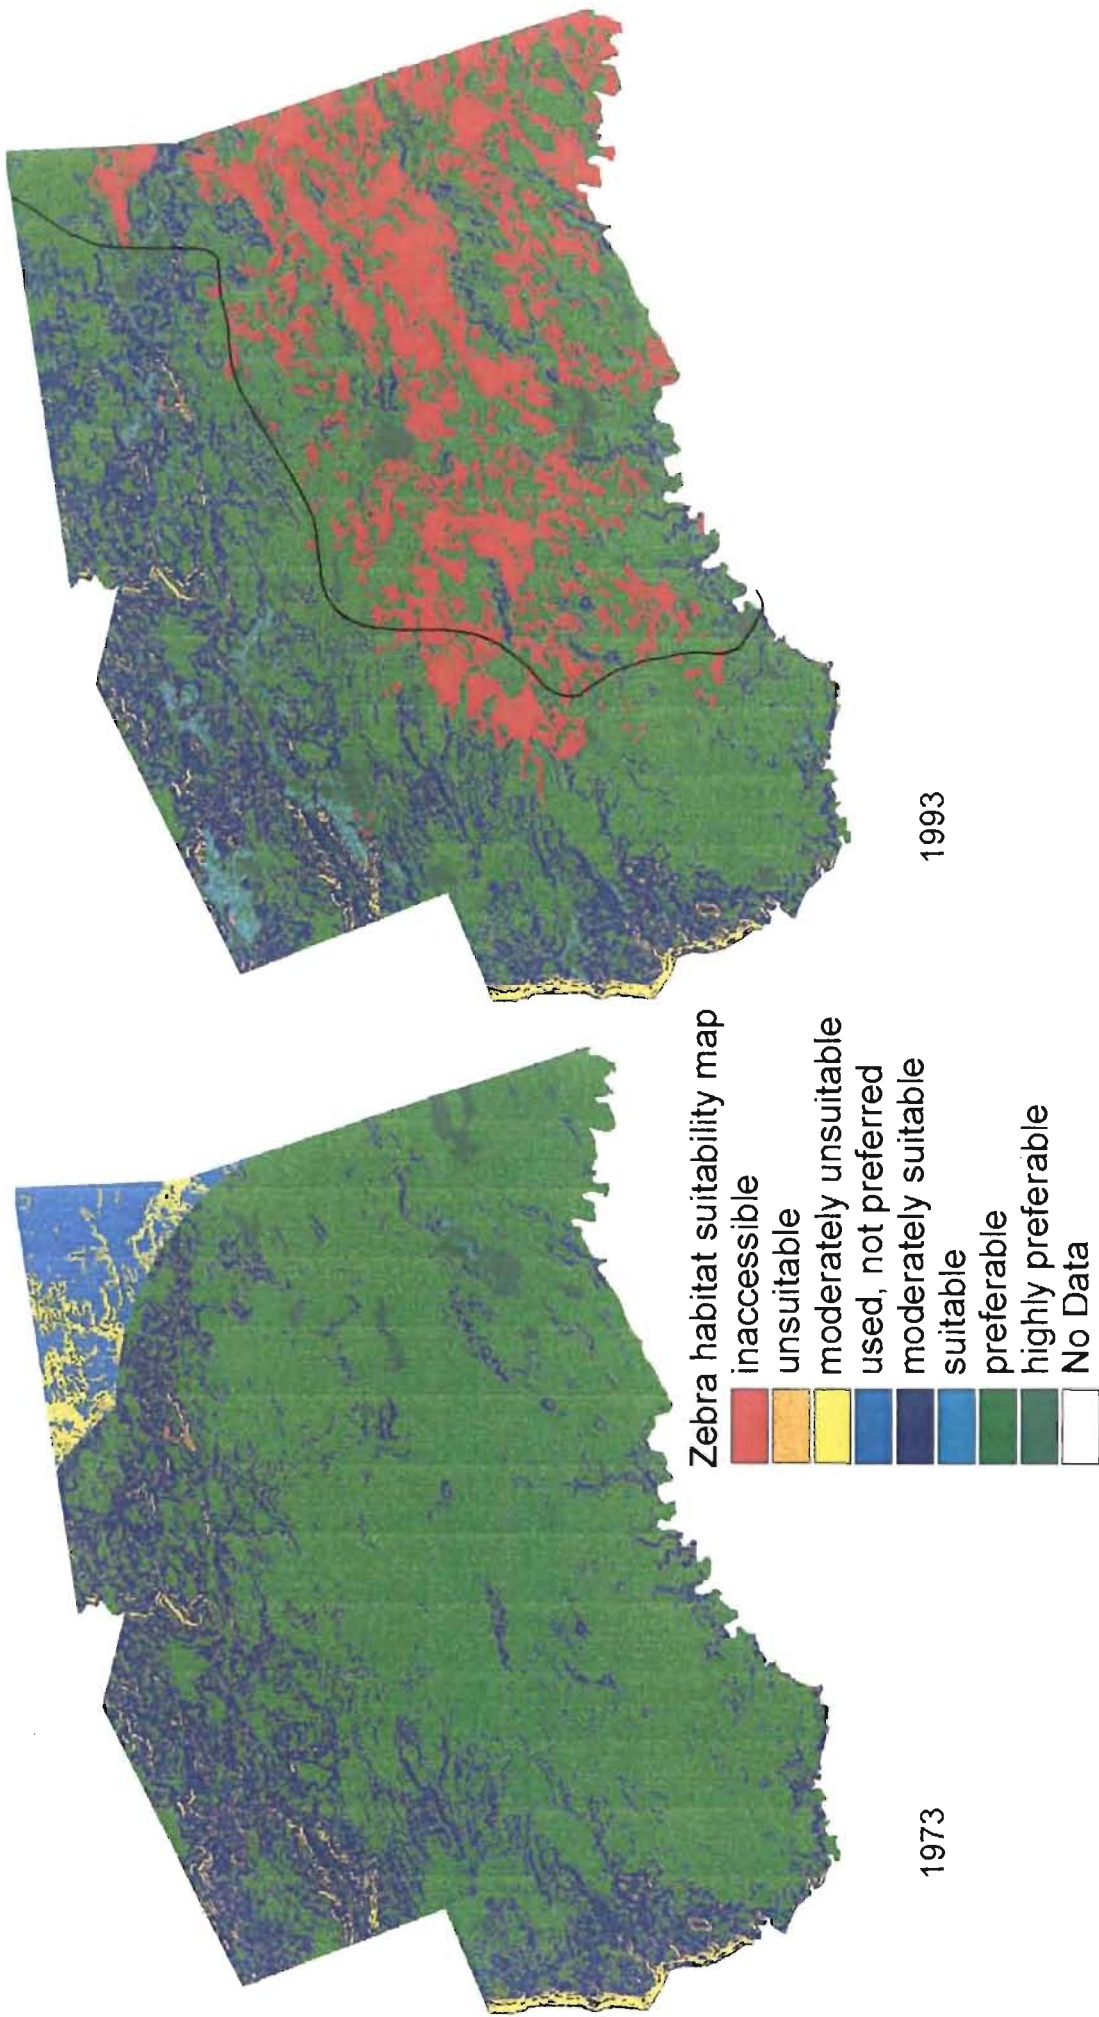 1993
1973
Zebra habitat suitability map
inaccessible
unsuitable
moderately unsuitable
used, not preferred
moderately suitable
suitable
preferable
highly preferable
No Data